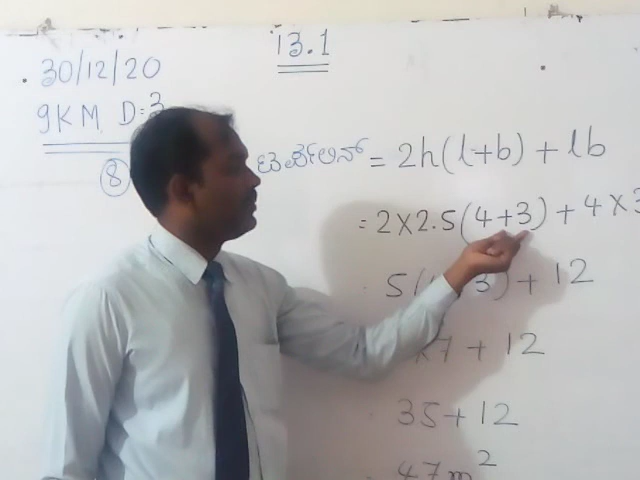 13.1
30/12/20
9KM D:3
8 ಟಾರ್ಪಲಿನ್ = 2h(l+b) + lb
= 2×2.5(4+3) + 4×3
5( 3) + 12
×7 + 12
35+12
47m²